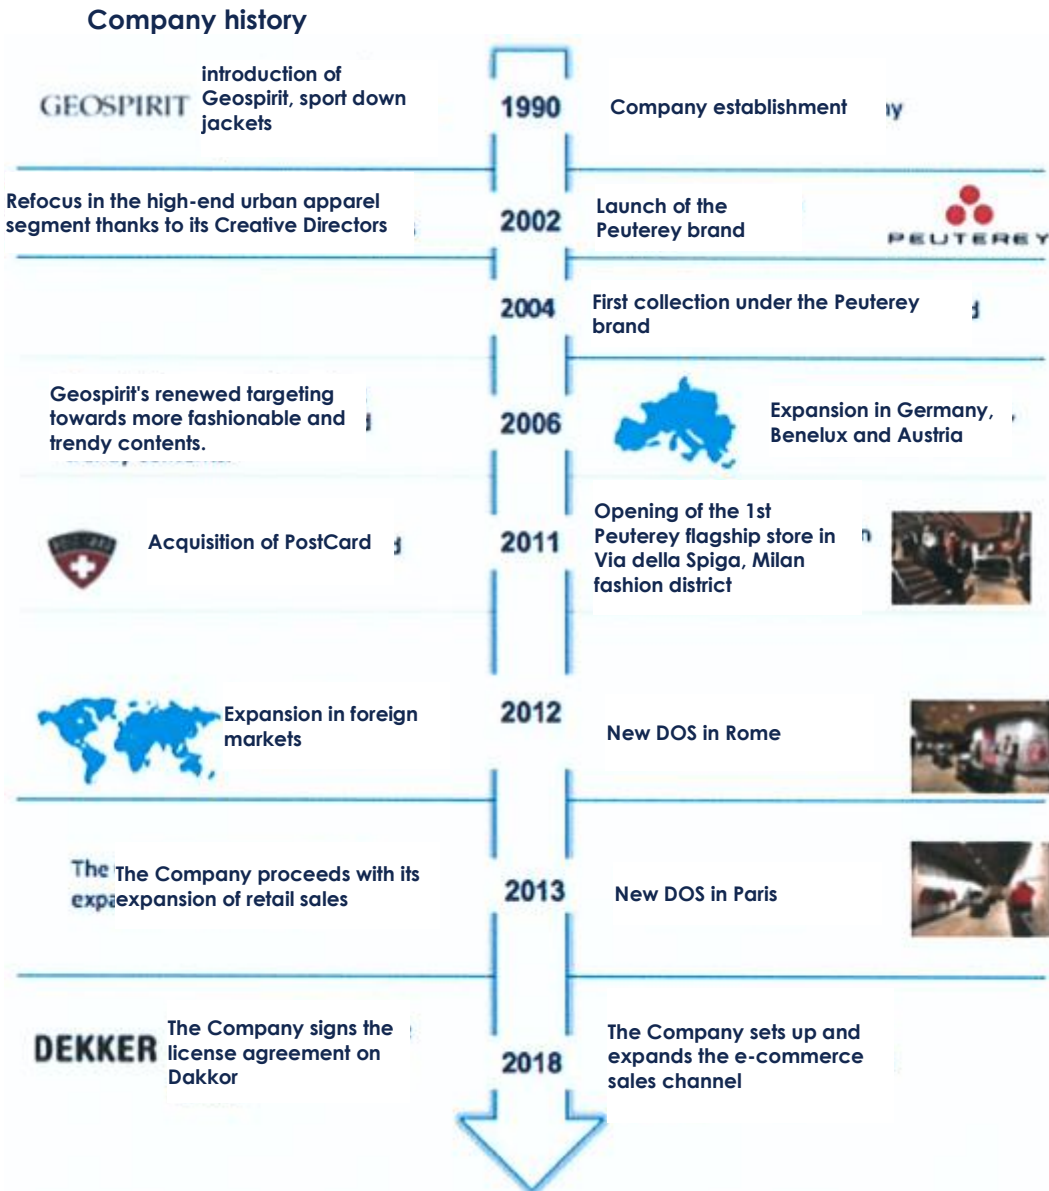 Company history
GEOSPIRIT
introduction of
Geospirit, sport down
jackets
1990
Company establishment
Refocus in the high-end urban apparel
segment thanks to its Creative Directors
2002
Launch of the
Peuterey brand
PEUTEREY
2004
First collection under the Peuterey
brand
Geospirit's renewed targeting
towards more fashionable and
trendy contents.
2006
Expansion in Germany,
Benelux and Austria
Acquisition of PostCard
2011
Opening of the 1st
Peuterey flagship store in
Via della Spiga, Milan
fashion district
Expansion in foreign
markets
2012
New DOS in Rome
The Company proceeds with its
expansion of retail sales
2013
New DOS in Paris
DEKKER
The Company signs the
license agreement on
Dakkor
2018
The Company sets up and
expands the e-commerce
sales channel